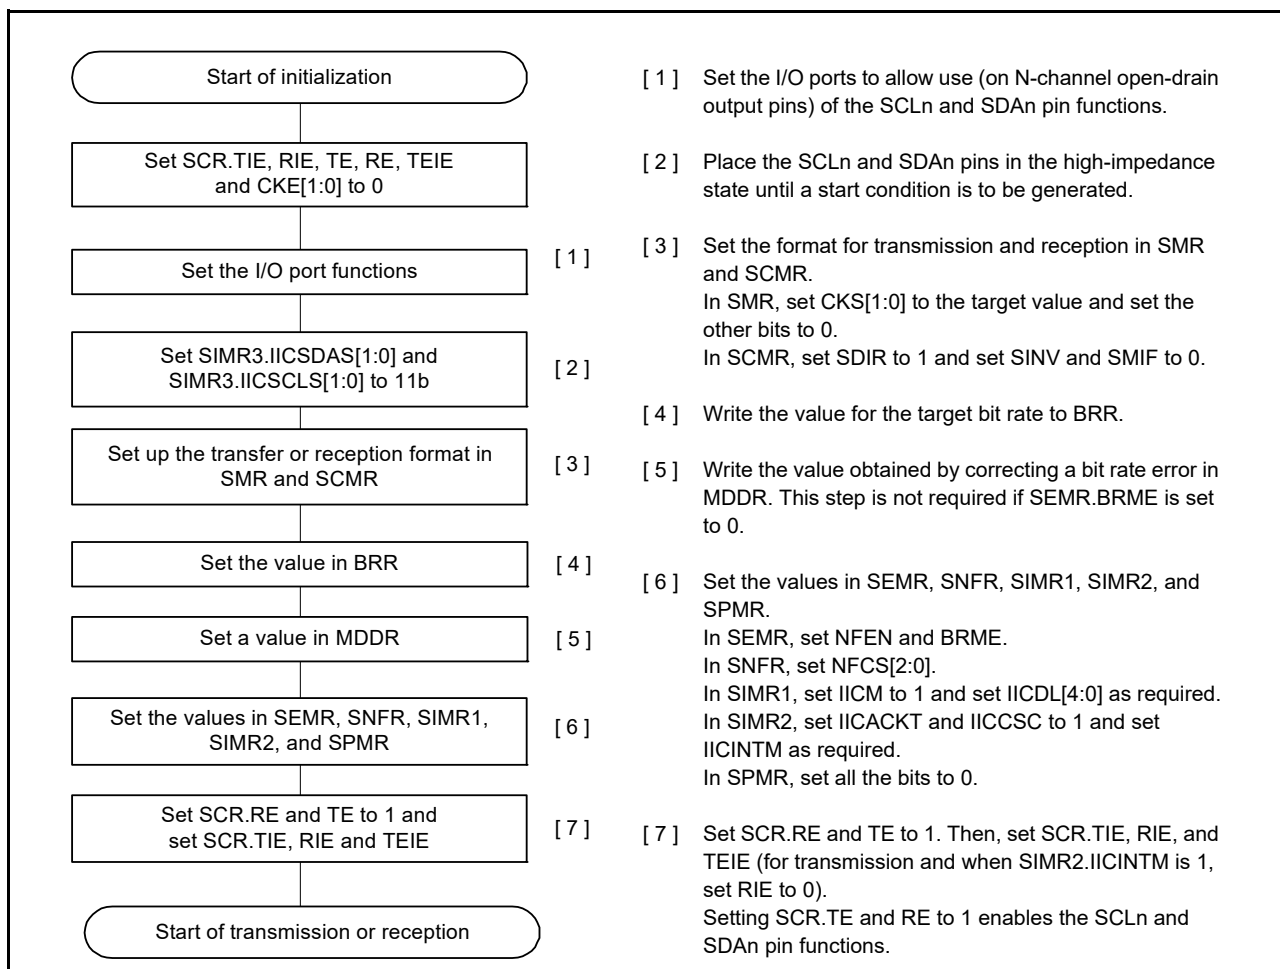 Start of initialization
Set SCR.TIE, RIE, TE, RE, TEIE
and CKE[1:0] to 0
Set the I/O port functions
[ 1 ]
Set SIMR3.IICSDAS[1:0] and
SIMR3.IICSCLS[1:0] to 11b
[ 2 ]
Set up the transfer or reception format in
SMR and SCMR
[ 3 ]
Set the value in BRR
[ 4 ]
Set a value in MDDR
[ 5 ]
Set the values in SEMR, SNFR, SIMR1,
SIMR2, and SPMR
[ 6 ]
Set SCR.RE and TE to 1 and
set SCR.TIE, RIE and TEIE
[ 7 ]
Start of transmission or reception
[ 1 ] Set the I/O ports to allow use (on N-channel open-drain
output pins) of the SCLn and SDAn pin functions.
[ 2 ] Place the SCLn and SDAn pins in the high-impedance
state until a start condition is to be generated.
[ 3 ] Set the format for transmission and reception in SMR
and SCMR.
In SMR, set CKS[1:0] to the target value and set the
other bits to 0.
In SCMR, set SDIR to 1 and set SINV and SMIF to 0.
[ 4 ] Write the value for the target bit rate to BRR.
[ 5 ] Write the value obtained by correcting a bit rate error in
MDDR. This step is not required if SEMR.BRME is set
to 0.
[ 6 ] Set the values in SEMR, SNFR, SIMR1, SIMR2, and
SPMR.
In SEMR, set NFEN and BRME.
In SNFR, set NFCS[2:0].
In SIMR1, set IICM to 1 and set IICDL[4:0] as required.
In SIMR2, set IICACKT and IICCSC to 1 and set
IICINTM as required.
In SPMR, set all the bits to 0.
[ 7 ] Set SCR.RE and TE to 1. Then, set SCR.TIE, RIE, and
TEIE (for transmission and when SIMR2.IICINTM is 1,
set RIE to 0).
Setting SCR.TE and RE to 1 enables the SCLn and
SDAn pin functions.